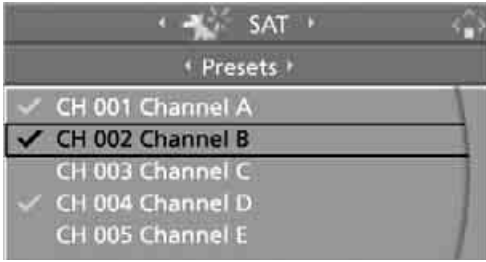 SAT
Presets
CH 001 Channel A
CH 002 Channel B
CH 003 Channel C
CH 004 Channel D
CH 005 Channel E